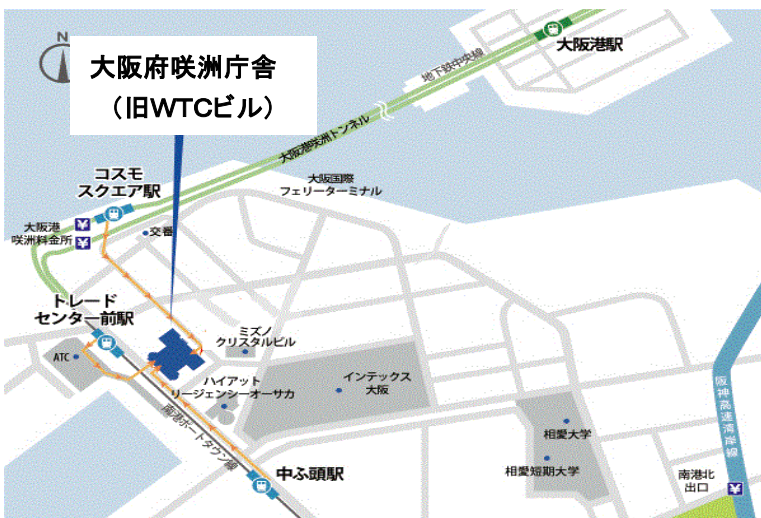 N
大阪府咲洲庁舎
（旧WTCビル）
大阪港駅
地下鉄中央線
大阪港咲洲トンネル
コスモ
スクエア駅
大阪国際
フェリーターミナル
大阪港
咲洲料金所
¥
¥
交番
トレード
センター前駅
ミズノ
クリスタルビル
ATC
ハイアット
リージェンシーオーサカ
インテックス
大阪
南港ポートタウン線
中ふ頭駅
相愛大学
相愛短期大学
阪神高速湾岸線
南港北
出口
¥